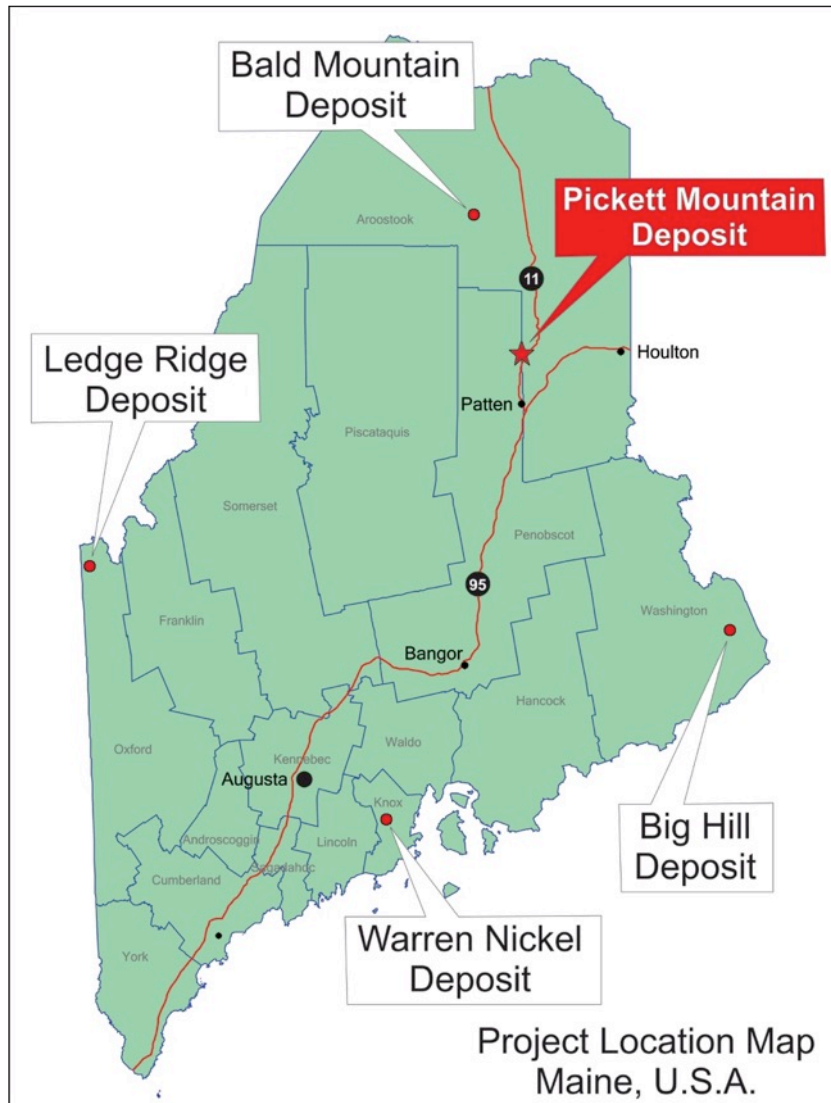 Bald Mountain
Deposit
Pickett Mountain
Deposit
Aroostook
11
Ledge Ridge
Deposit
Houlton
Patten
Piscataquis
Somerset
Penobscot
95
Franklin
Washington
Bangor
Hancock
Oxford
Waldo
Kennebec
Augusta
Knox
Androscoggin
Lincoln
Big Hill
Deposit
Sagadahoc
Cumberland
Warren Nickel
Deposit
York
Project Location Map
Maine, U.S.A.